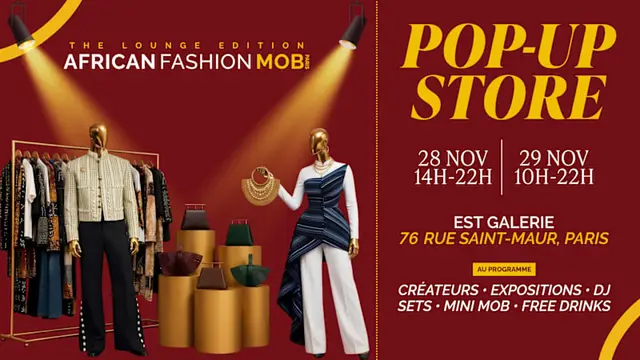 THE LOUNGE EDITION
AFRICAN FASHION MOB PARIS
POP-UP
STORE
28 NOV
14H-22H
29 NOV
10H-22H
EST GALERIE
76 RUE SAINT-MAUR, PARIS
AU PROGRAMME
CRÉATEURS • EXPOSITIONS • DJ
SETS • MINI MOB • FREE DRINKS